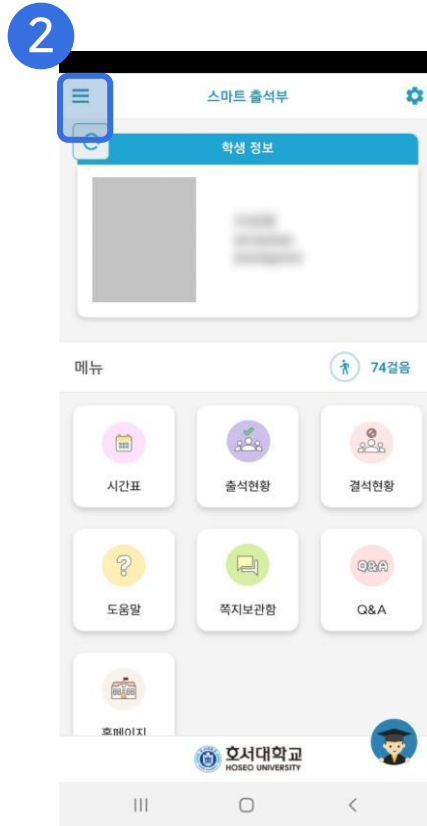 2
스마트 출석부
학생 정보
메뉴
74걸음
시간표
출석현황
결석현황
도움말
쪽지보관함
Q&A
Q&A
홈페이지
호서대학교
HOSEO UNIVERSITY